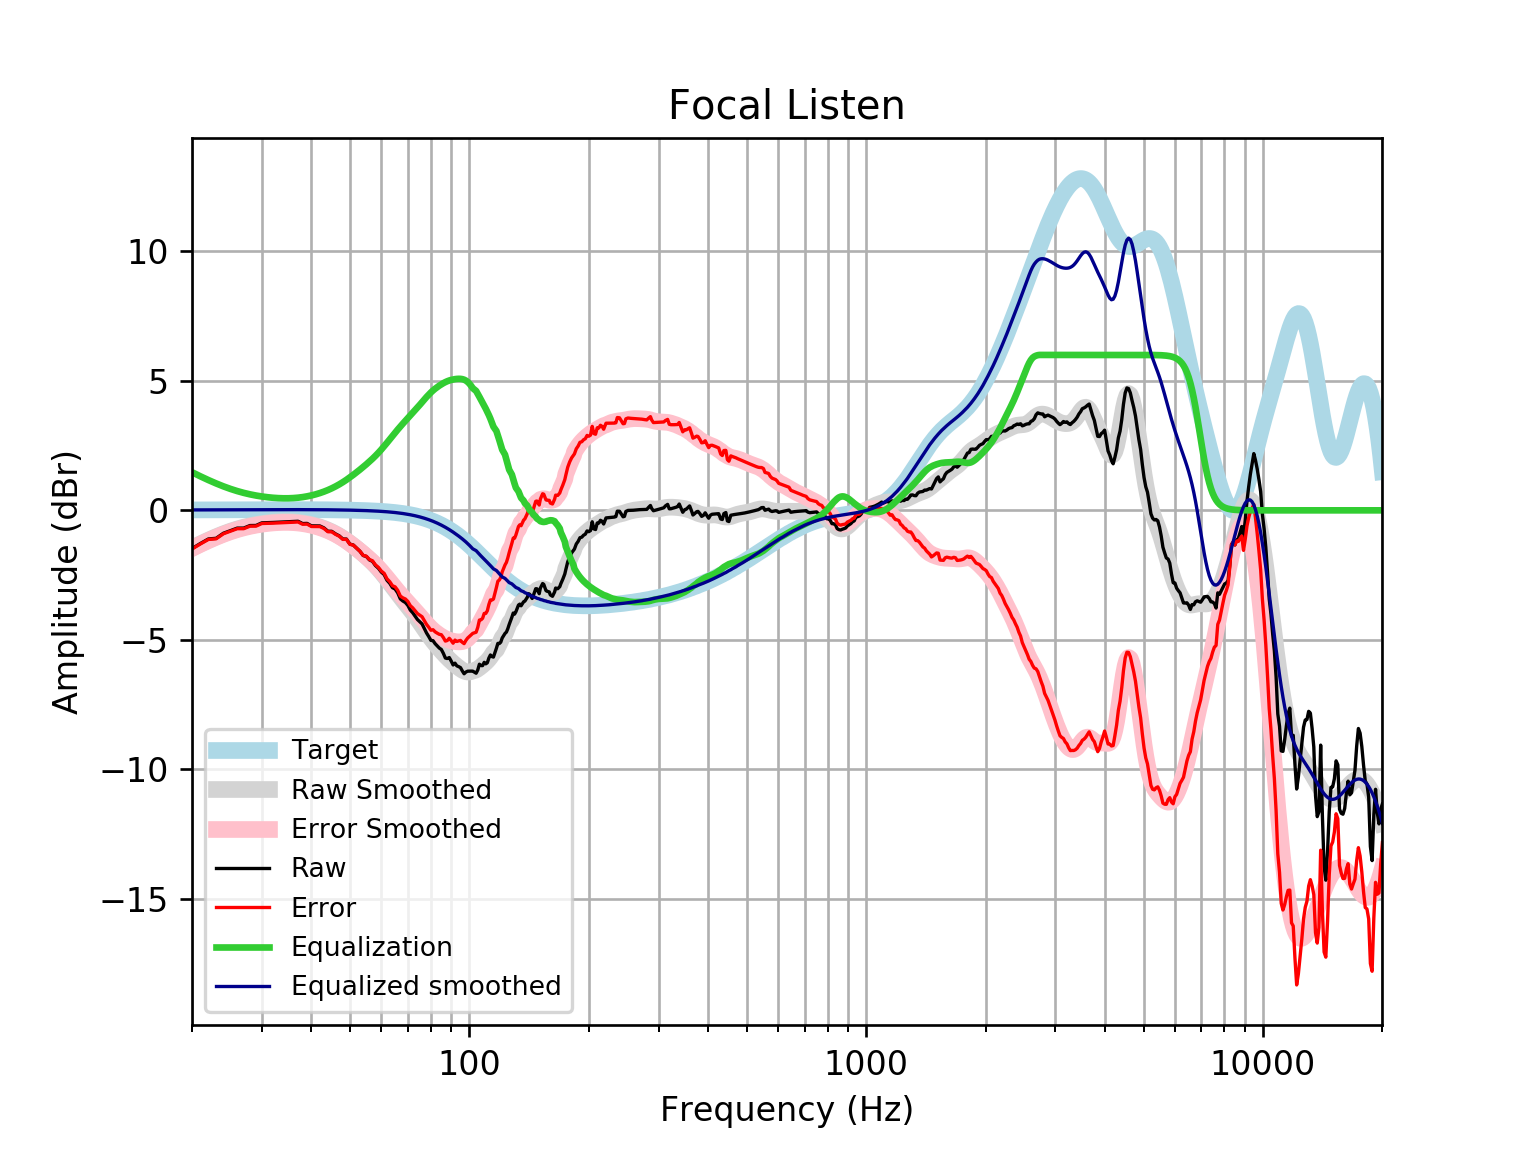 Focal Listen
Amplitude (dBr)
10
5
0
−5
−10
−15
Target
Raw Smoothed
Error Smoothed
Raw
Error
Equalization
Equalized smoothed
100 1000 10000
Frequency (Hz)